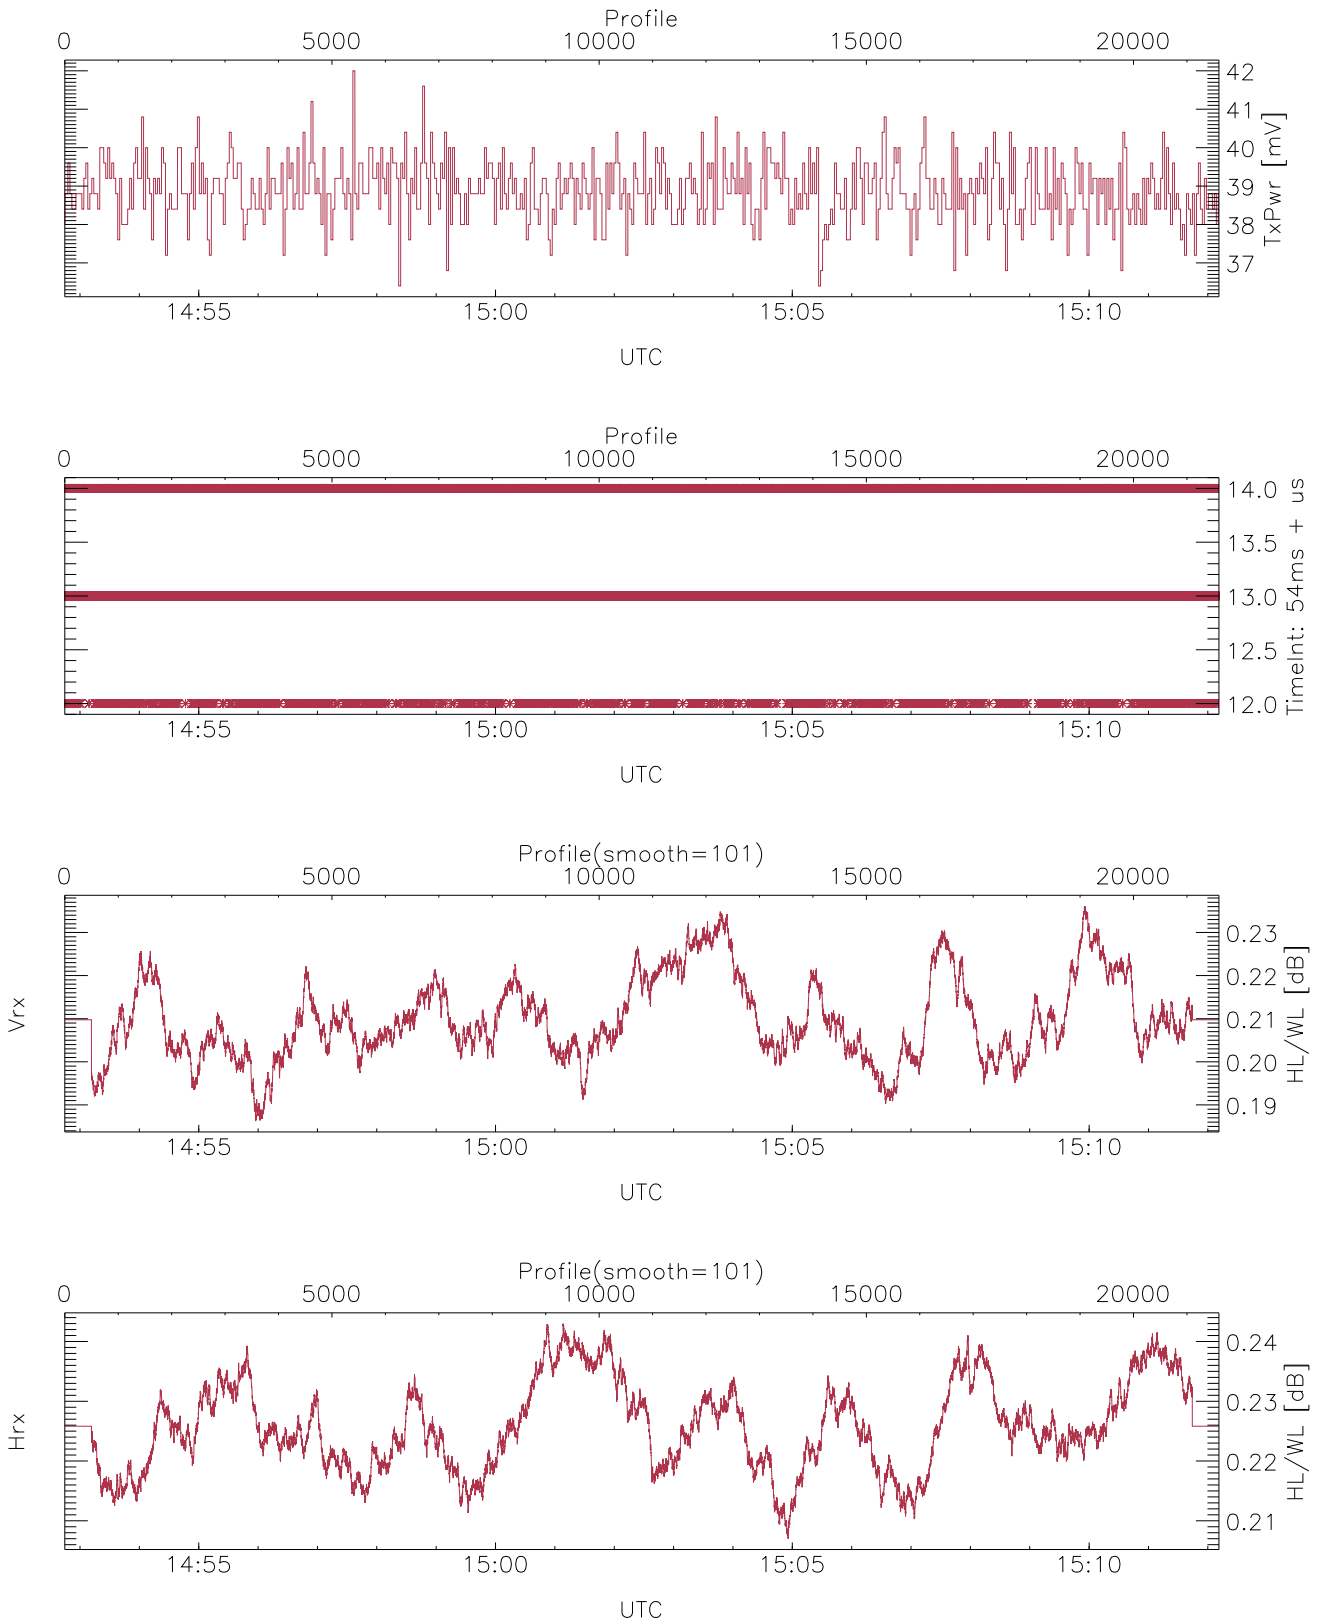 Profile
0 5000 10000 15000 20000
42
41
40
39
38
37
TxPwr [mV]
14:55 15:00 15:05 15:10
UTC
Profile
0 5000 10000 15000 20000
14.0
13.5
13.0
12.5
12.0
TimeInt: 54ms + us
14:55 15:00 15:05 15:10
UTC
Profile(smooth=101)
0 5000 10000 15000 20000
Vrx
0.23
0.22
0.21
0.20
0.19
HL/WL [dB]
14:55 15:00 15:05 15:10
UTC
Profile(smooth=101)
0 5000 10000 15000 20000
Hrx
0.24
0.23
0.22
0.21
HL/WL [dB]
14:55 15:00 15:05 15:10
UTC